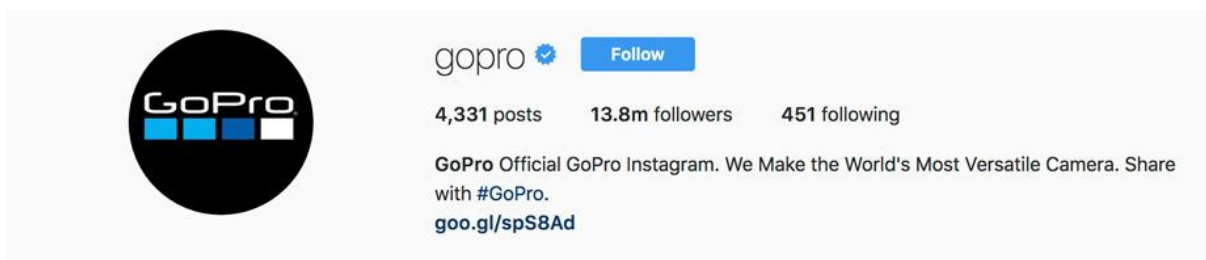 GoPro
gopro Follow
4,331 posts 13.8m followers 451 following
GoPro Official GoPro Instagram. We Make the World's Most Versatile Camera. Share
with #GoPro.
goo.gl/spS8Ad